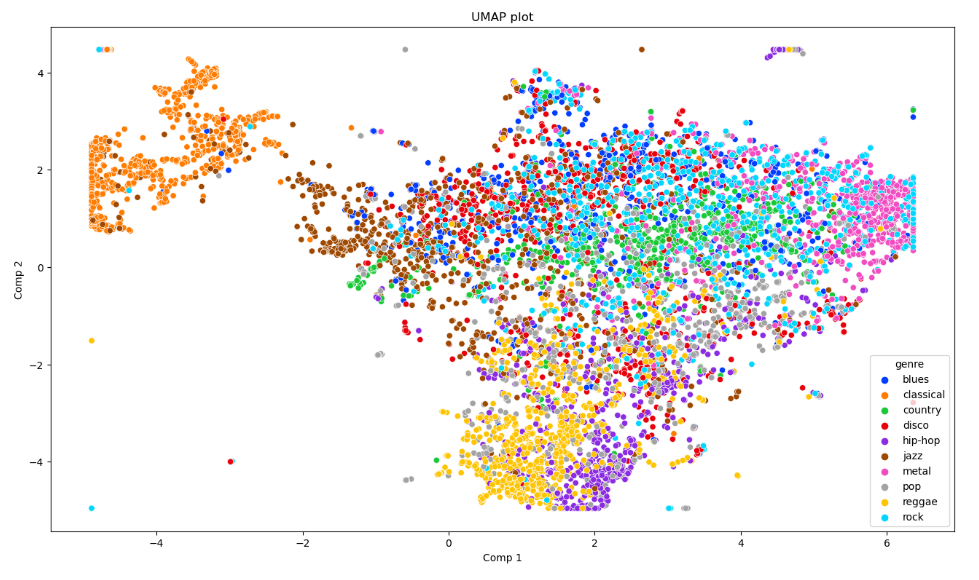 UMAP plot
4
2
0
−2
−4
Comp 2
−4
−2
0
2
4
6
Comp 1
genre
blues
classical
country
disco
hip-hop
jazz
metal
pop
reggae
rock